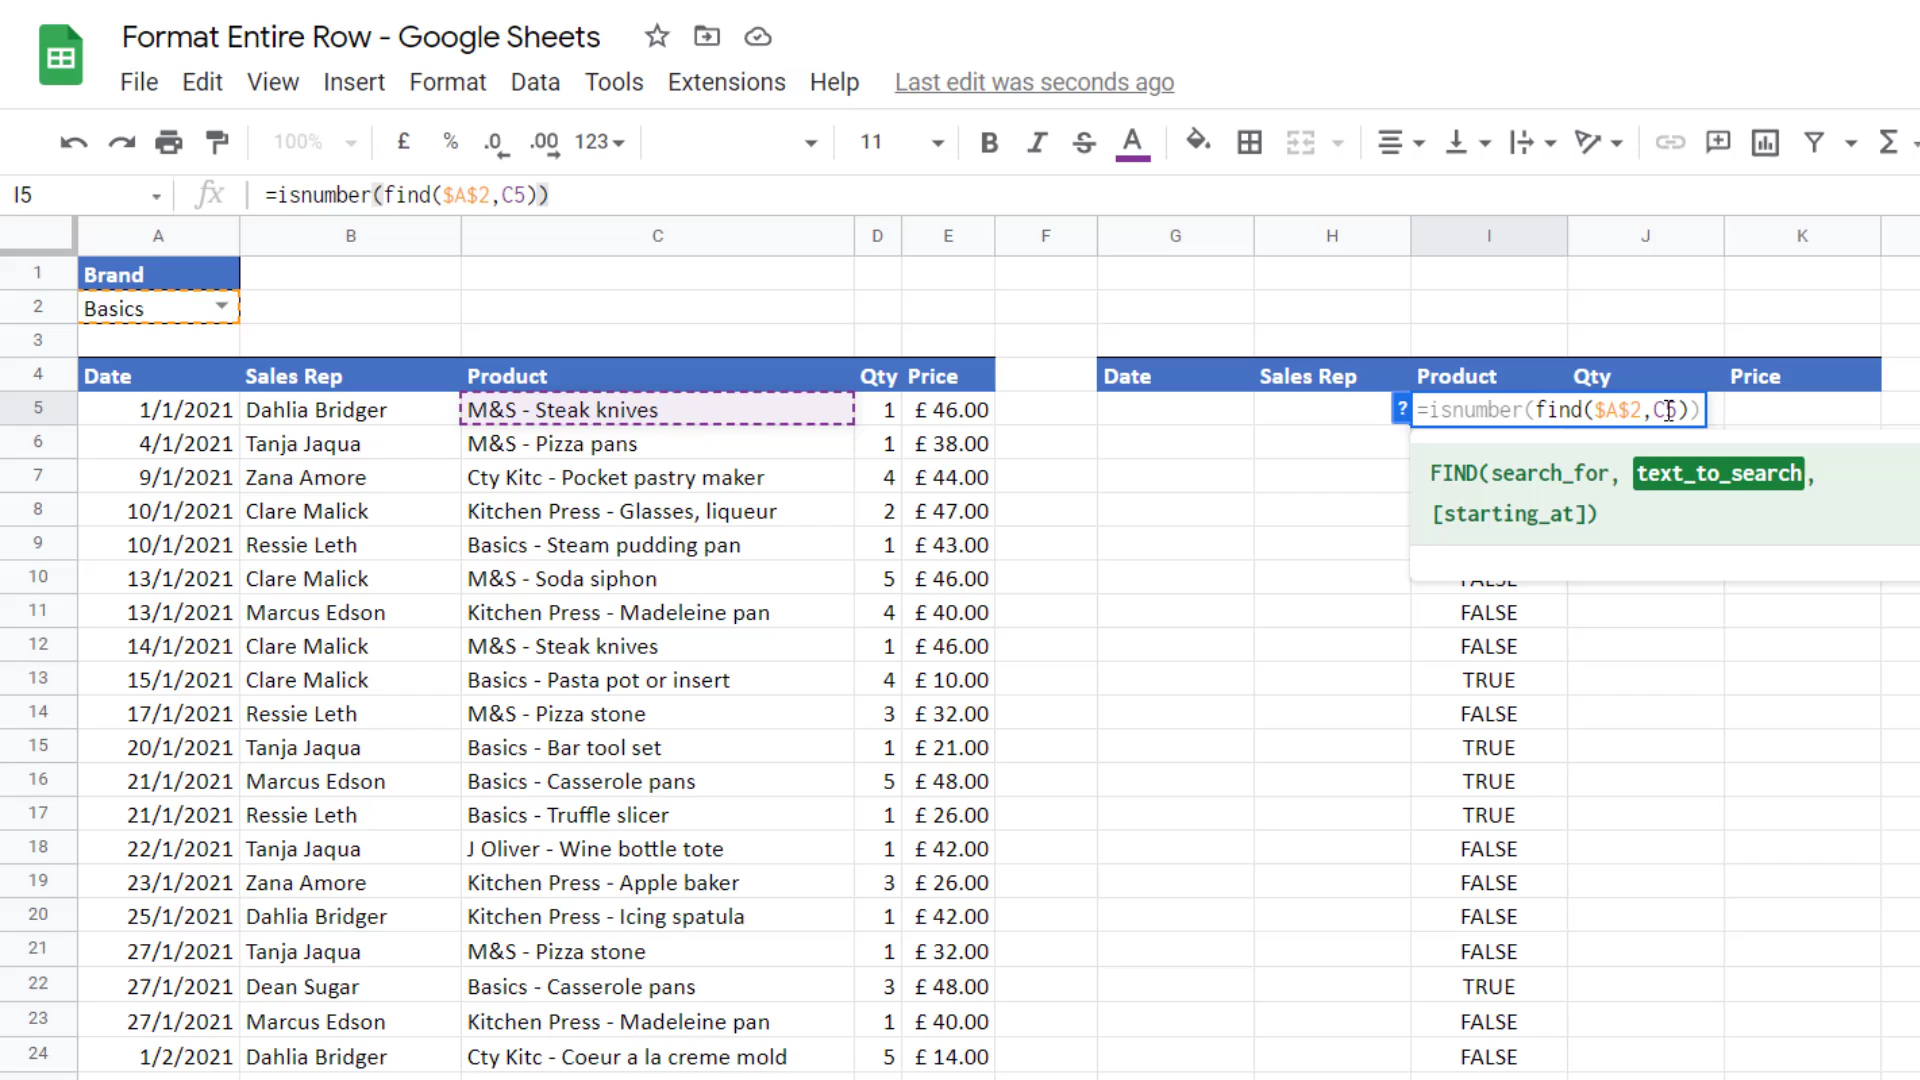 Format Entire Row - Google Sheets
File Edit View Insert Format Data Tools Extensions Help Last edit was seconds ago
100% £ % .0 .00 123 11 B I S A Σ
I5 fx =isnumber(find($A$2,C5))
A B C D E F G H I J K
1 Brand
2 Basics
3
4 Date Sales Rep Product Qty Price Date Sales Rep Product Qty Price
5 1/1/2021 Dahlia Bridger M&S - Steak knives 1 £ 46.00 ? =isnumber(find($A$2,C5))
6 4/1/2021 Tanja Jaqua M&S - Pizza pans 1 £ 38.00
7 9/1/2021 Zana Amore Cty Kitc - Pocket pastry maker 4 £ 44.00 FIND(search_for, text_to_search,
8 10/1/2021 Clare Malick Kitchen Press - Glasses, liqueur 2 £ 47.00 [starting_at])
9 10/1/2021 Ressie Leth Basics - Steam pudding pan 1 £ 43.00
10 13/1/2021 Clare Malick M&S - Soda siphon 5 £ 46.00 FALSE
11 13/1/2021 Marcus Edson Kitchen Press - Madeleine pan 4 £ 40.00 FALSE
12 14/1/2021 Clare Malick M&S - Steak knives 1 £ 46.00 FALSE
13 15/1/2021 Clare Malick Basics - Pasta pot or insert 4 £ 10.00 TRUE
14 17/1/2021 Ressie Leth M&S - Pizza stone 3 £ 32.00 FALSE
15 20/1/2021 Tanja Jaqua Basics - Bar tool set 1 £ 21.00 TRUE
16 21/1/2021 Marcus Edson Basics - Casserole pans 5 £ 48.00 TRUE
17 21/1/2021 Ressie Leth Basics - Truffle slicer 1 £ 26.00 TRUE
18 22/1/2021 Tanja Jaqua J Oliver - Wine bottle tote 1 £ 42.00 FALSE
19 23/1/2021 Zana Amore Kitchen Press - Apple baker 3 £ 26.00 FALSE
20 25/1/2021 Dahlia Bridger Kitchen Press - Icing spatula 1 £ 42.00 FALSE
21 27/1/2021 Tanja Jaqua M&S - Pizza stone 1 £ 32.00 FALSE
22 27/1/2021 Dean Sugar Basics - Casserole pans 3 £ 48.00 TRUE
23 27/1/2021 Marcus Edson Kitchen Press - Madeleine pan 1 £ 40.00 FALSE
24 1/2/2021 Dahlia Bridger Cty Kitc - Coeur a la creme mold 5 £ 14.00 FALSE